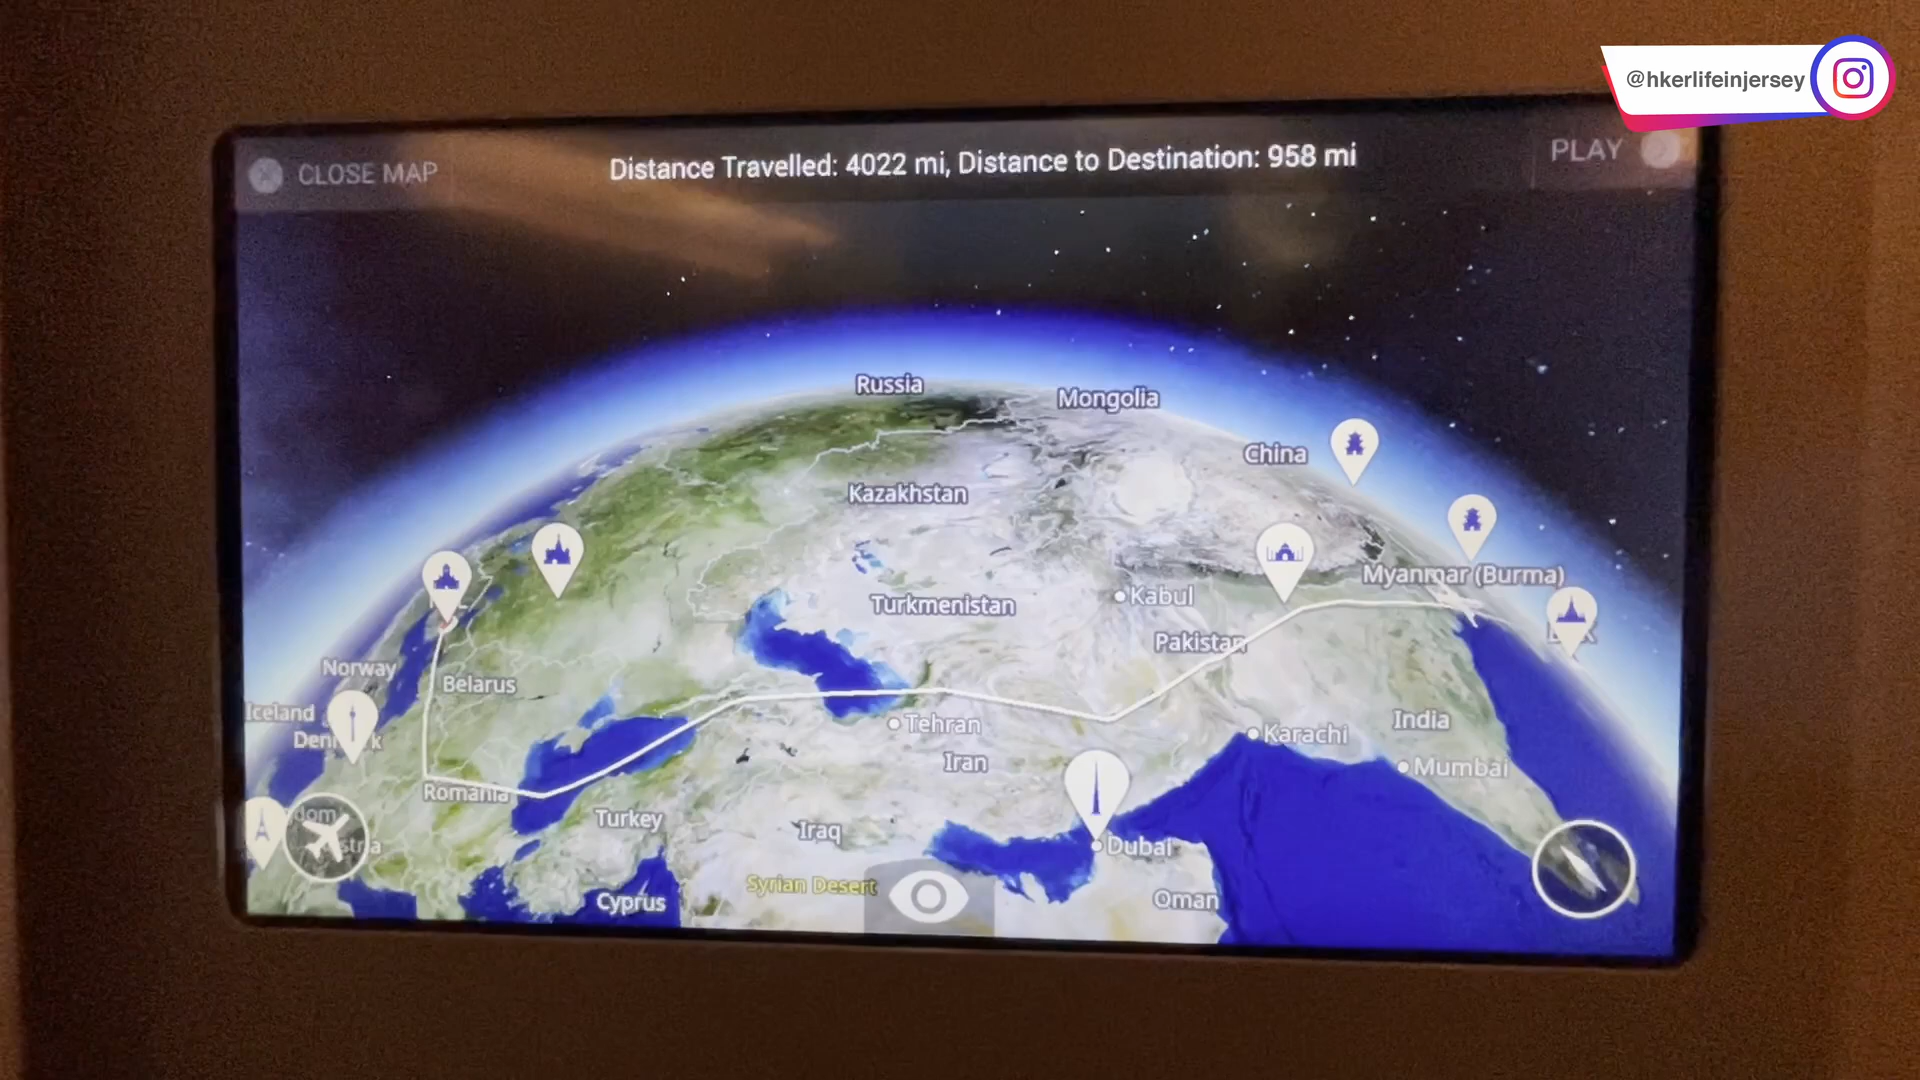 @hkerlifeinjersey
CLOSE MAP
Distance Travelled: 4022 mi, Distance to Destination: 958 mi
PLAY
Russia
Mongolia
China
Kazakhstan
Myanmar (Burma)
Turkmenistan
Kabul
Pakistan
Norway
Belarus
Iceland
Denmark
Tehran
Karachi
India
Iran
Mumbai
Romania
Turkey
Iraq
Dubai
Syrian Desert
Cyprus
Oman